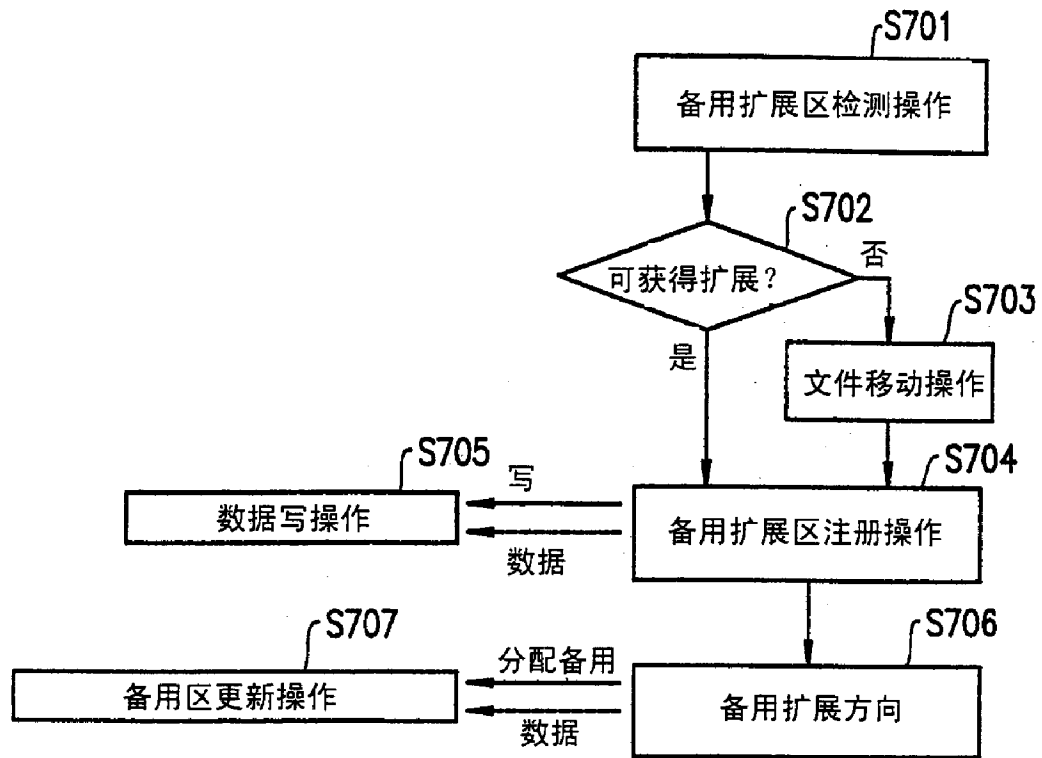 S701
备用扩展区检测操作
S702
可获得扩展?
否
是
S703
文件移动操作
S704
备用扩展区注册操作
写
数据
S705
数据写操作
S706
备用扩展方向
分配备用
数据
S707
备用区更新操作